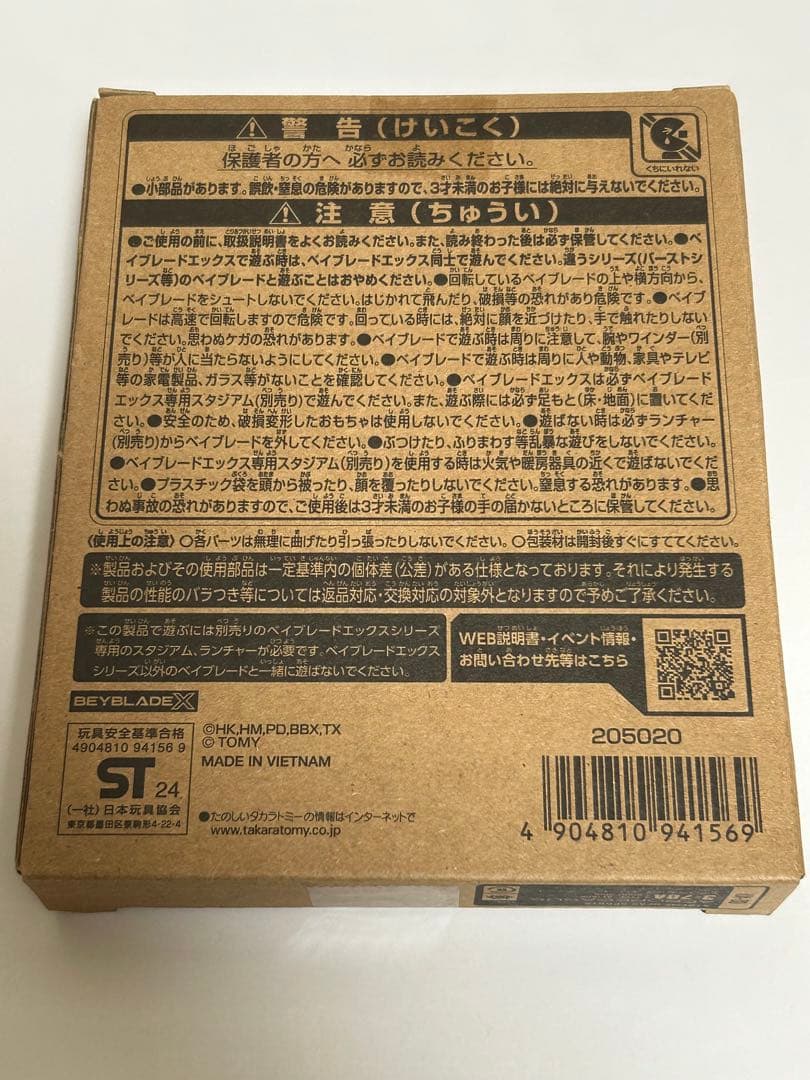 警告(けいこく)
くちにいれない
保護者の方へ 必ずお読みください。
●小部品があります。誤飲・窒息の危険がありますので、3才未満のお子様には絶対に与えないでください。
注意(ちゅうい)
●ご使用の前に、取扱説明書をよくお読みください。また、読み終わった後は必ず保管してください。●ベ
イブレードエックスで遊ぶ時は、ベイブレードエックス同士で遊んでください。違うシリーズ(バーストシ
リーズ等)のベイブレードと遊ぶことはおやめください。●回転しているベイブレードの上や横方向から、
ベイブレードをシュートしないでください。はじかれて飛んだり、破損等の恐れがあり危険です。●ベイブ
レードは高速で回転しますので危険です。回っている時には、絶対に顔を近づけたり、手で触れたりしない
でください。思わぬケガの恐れがあります。●ベイブレードで遊ぶ時は周りに注意して、腕やワインダー(別
売り)等が人に当たらないようにしてください。●ベイブレードで遊ぶ時は周りに人や動物、家具やテレビ
等の家電製品、ガラス等がないことを確認してください。●ベイブレードエックスは必ずベイブレード
エックス専用スタジアム(別売り)で遊んでください。また、遊ぶ際には必ず足もと(床・地面)に置いてくださ
い。●安全のため、破損変形したおもちゃは使用しないでください。●遊ばない時は必ずランチャー
(別売り)からベイブレードを外してください。●ぶつけたり、ふりまわす等乱暴な遊びをしないでください。
●ベイブレードエックス専用スタジアム(別売り)を使用する時は火気や暖房器具の近くで遊ばないでくだ
さい。●プラスチック袋を頭から被ったり、顔を覆ったりしないでください。窒息する恐れがあります。●思
わぬ事故の恐れがありますので、ご使用後は3才未満のお子様の手の届かないところに保管してください。
〈使用上の注意〉○各パーツは無理に曲げたり引っ張ったりしないでください。○包装材は開封後すぐにすててください。
※製品およびその使用部品は一定基準内の個体差(公差)がある仕様となっております。それにより発生する
製品の性能のバラつき等については返品対応・交換対応の対象外となりますので予めご了承ください。
※この製品で遊ぶには別売りのベイブレードエックスシリーズ
専用のスタジアム、ランチャーが必要です。ベイブレードエックス
シリーズ以外のベイブレードと一緒に遊ばないでください。
WEB説明書・イベント情報・
お問い合わせ先等はこちら
BEYBLADE X
玩具安全基準合格
4904810 94156 9
ST 24
(一社)日本玩具協会
東京都墨田区東駒形4-22-4
©HK,HM,PD,BBX,TX
© TOMY
MADE IN VIETNAM
●たのしいタカラトミーの情報はインターネットで
www.takaratomy.co.jp
205020
4 904810 941569